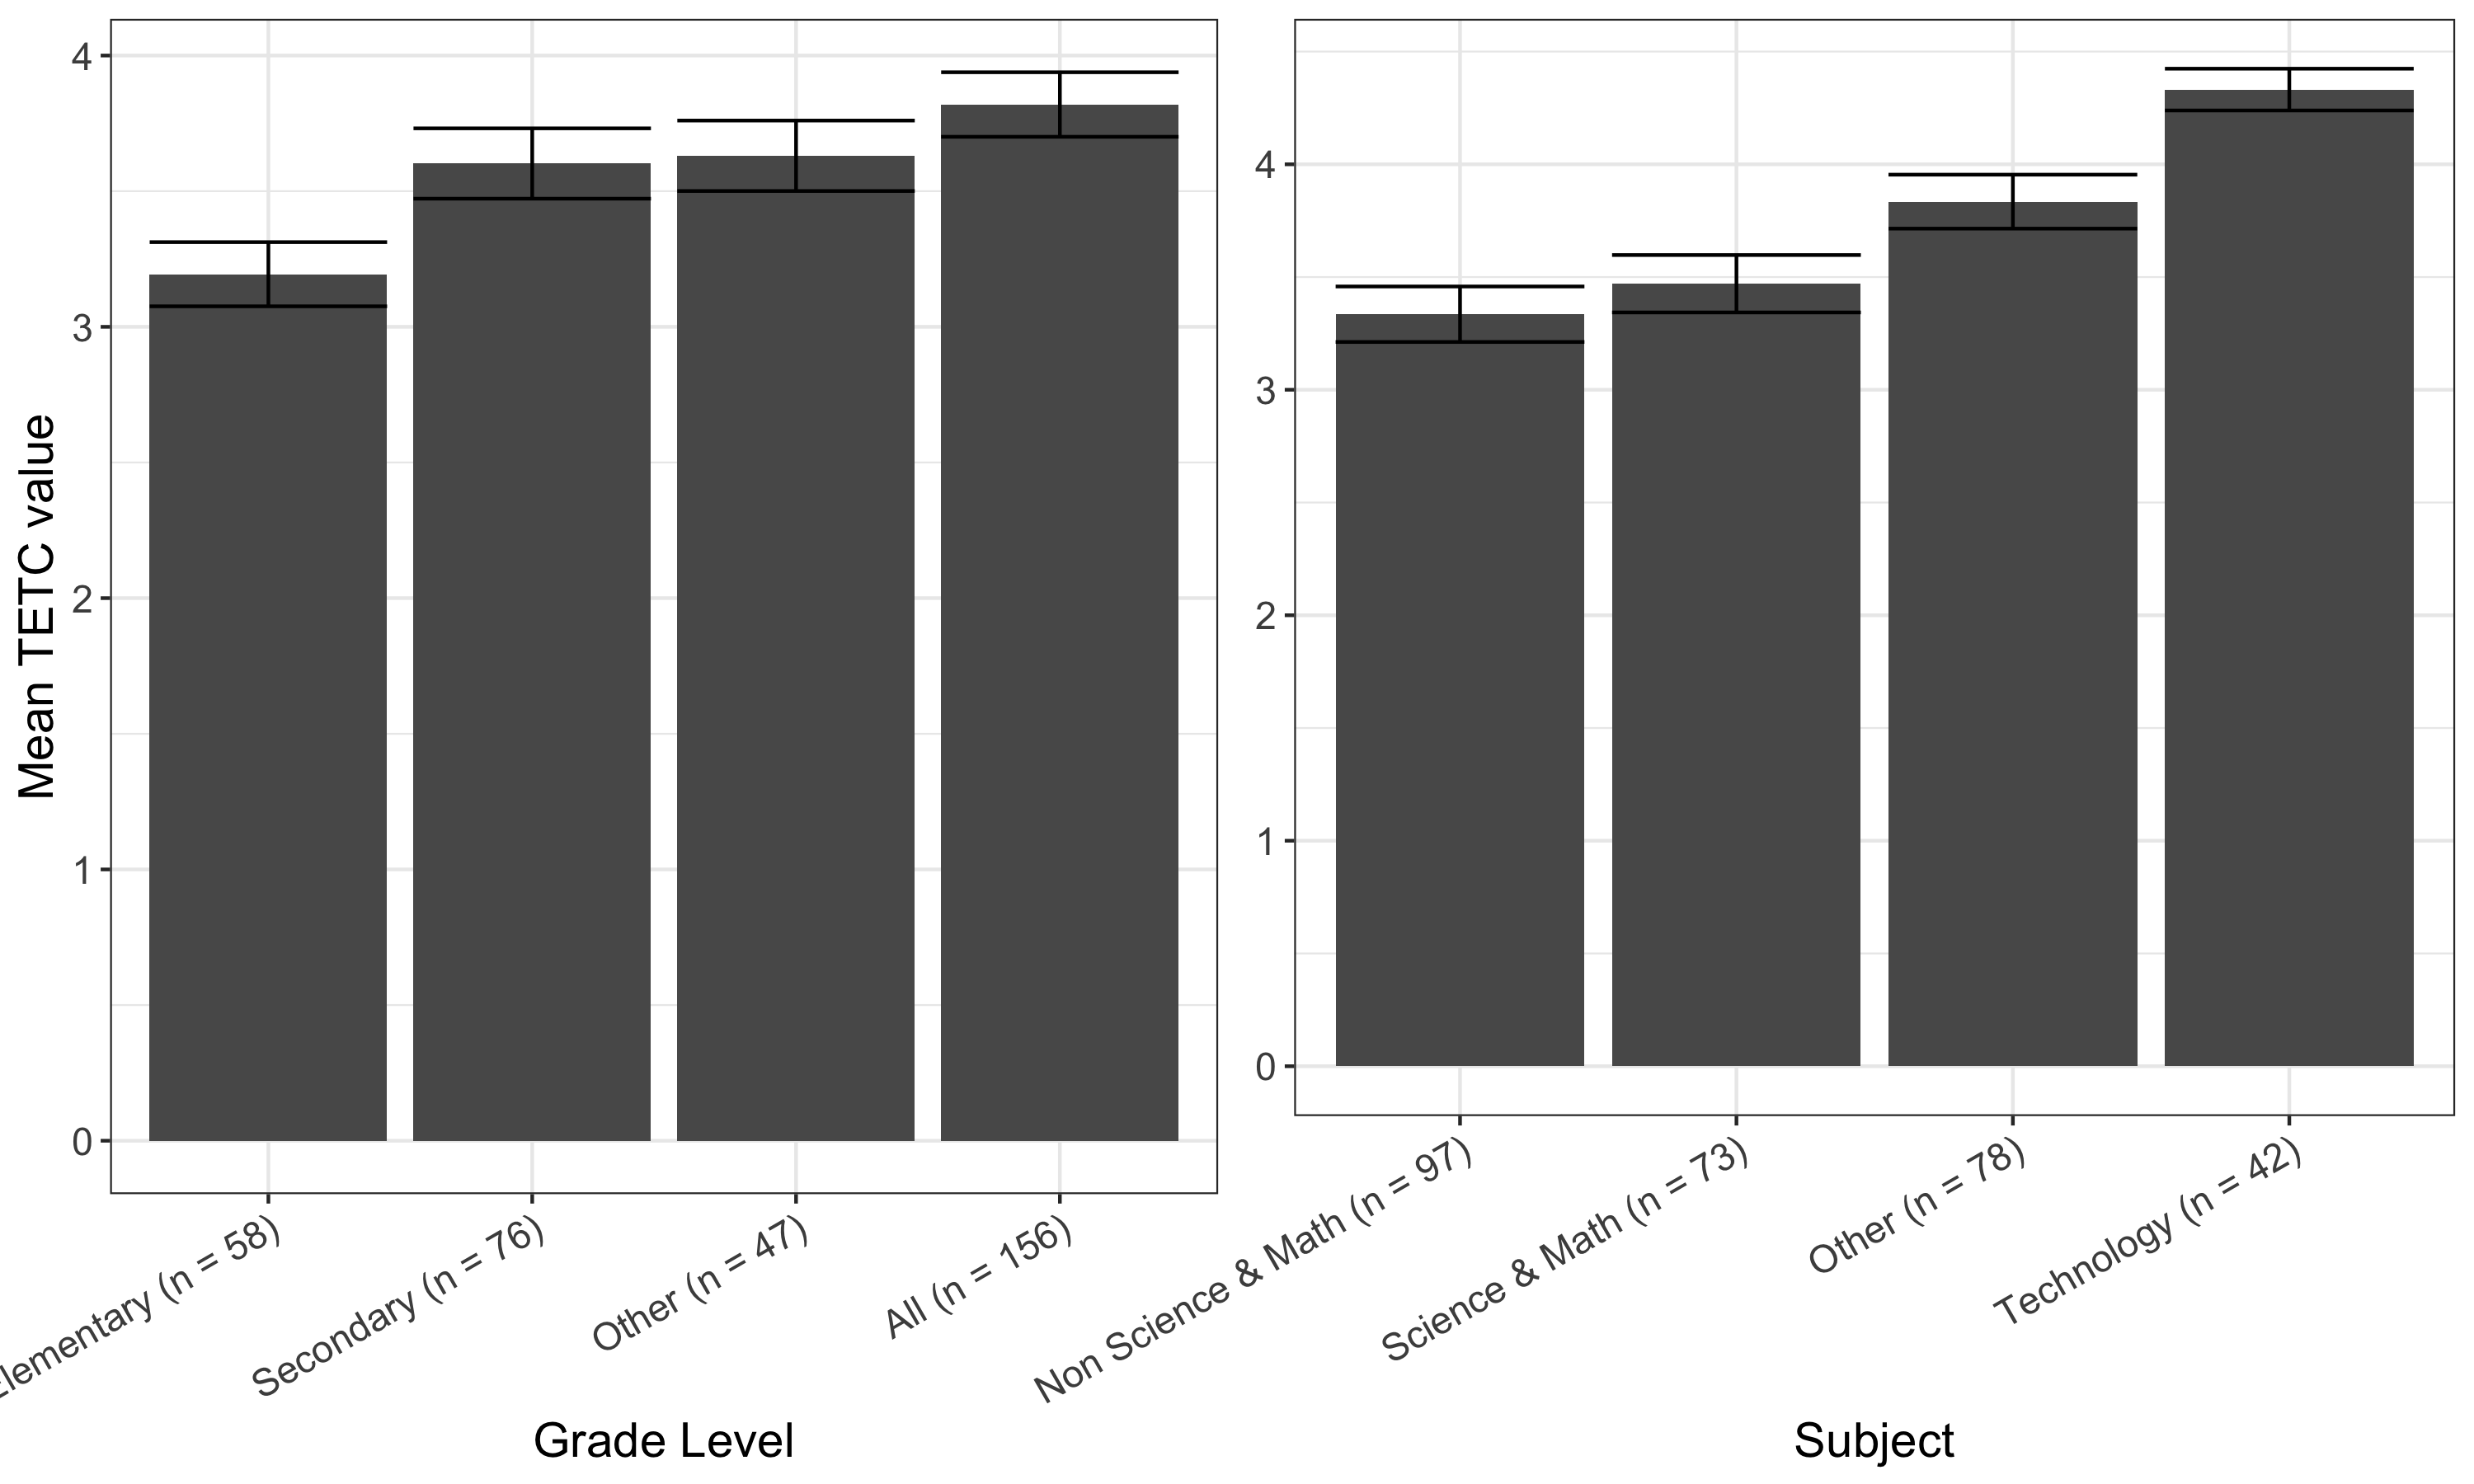 Mean TETC value
4
3
2
1
0
lementary (n = 58)
Secondary (n = 76)
Other (n = 47)
All (n = 156)
Grade Level
4
3
2
1
0
Non Science & Math (n = 97)
Science & Math (n = 73)
Other (n = 78)
Technology (n = 42)
Subject